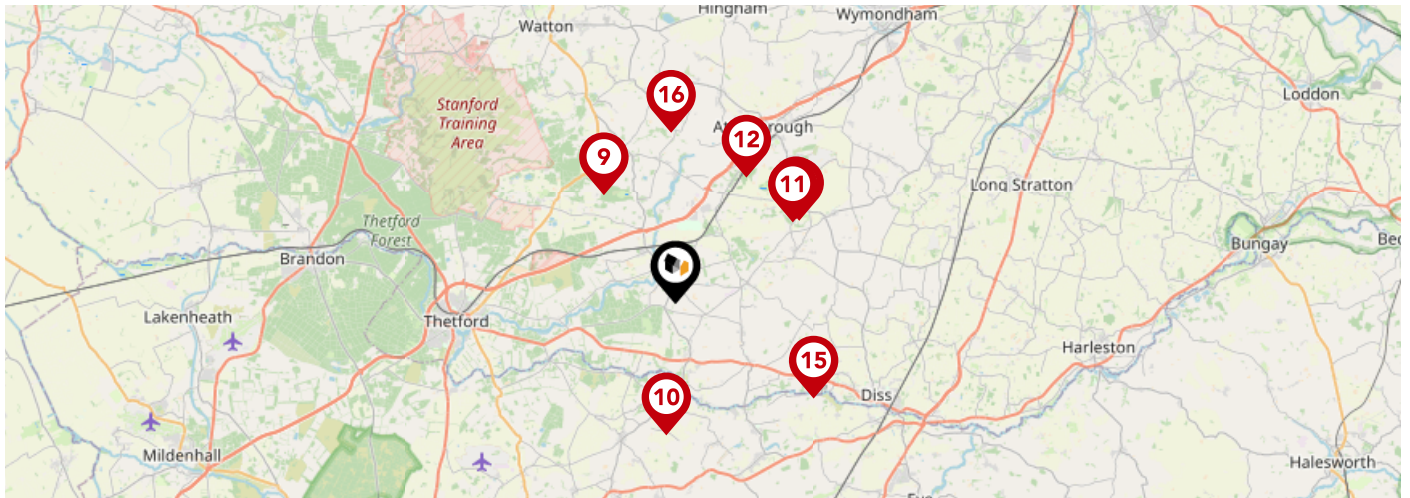 Hingham
Wymondham
Watton
Loddon
16
Stanford
Training
Area
12
9
11
Long Stratton
Thetford
Forest
Bungay
Brandon
Lakenheath
Thetford
Harleston
15
Diss
10
Mildenhall
Halesworth